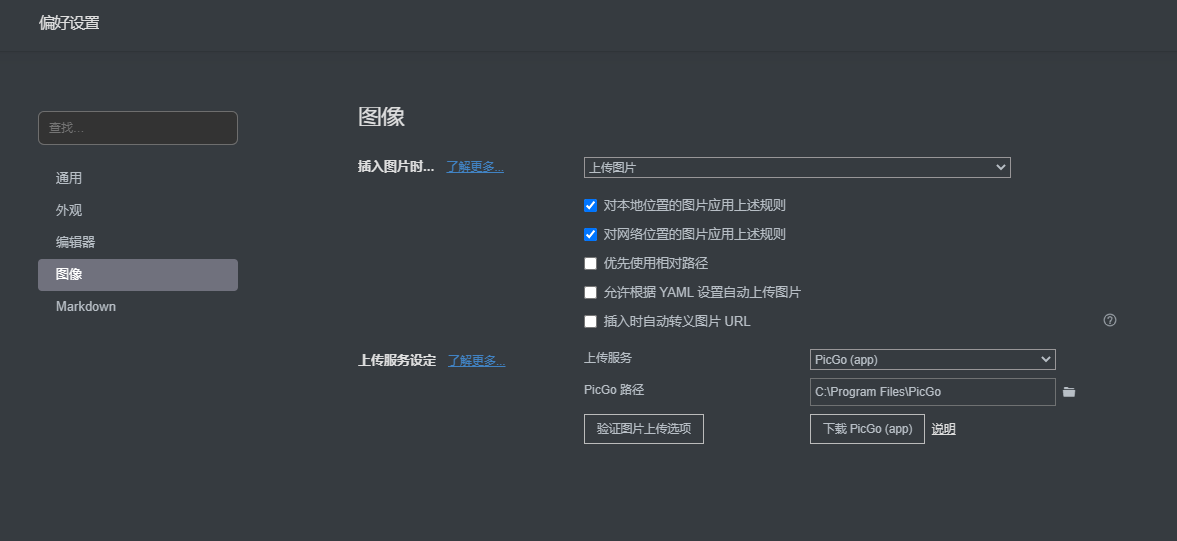 偏好设置
查找...
通用
外观
编辑器
图像
Markdown
图像
插入图片时... 了解更多...
上传图片
对本地位置的图片应用上述规则
对网络位置的图片应用上述规则
优先使用相对路径
允许根据 YAML 设置自动上传图片
插入时自动转义图片 URL
上传服务设定 了解更多...
上传服务 PicGo (app)
PicGo 路径 C:\Program Files\PicGo
验证图片上传选项 下载 PicGo (app) 说明